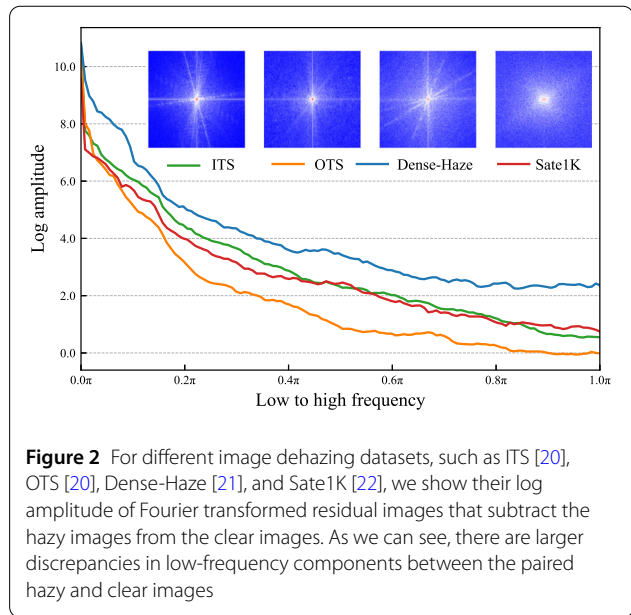 10.0
8.0
6.0
4.0
2.0
0.0
Log amplitude
ITS OTS Dense-Haze Sate1K
0.0π 0.2π 0.4π 0.6π 0.8π 1.0π
Low to high frequency
Figure 2 For different image dehazing datasets, such as ITS [20],
OTS [20], Dense-Haze [21], and Sate1K [22], we show their log
amplitude of Fourier transformed residual images that subtract the
hazy images from the clear images. As we can see, there are larger
discrepancies in low-frequency components between the paired
hazy and clear images